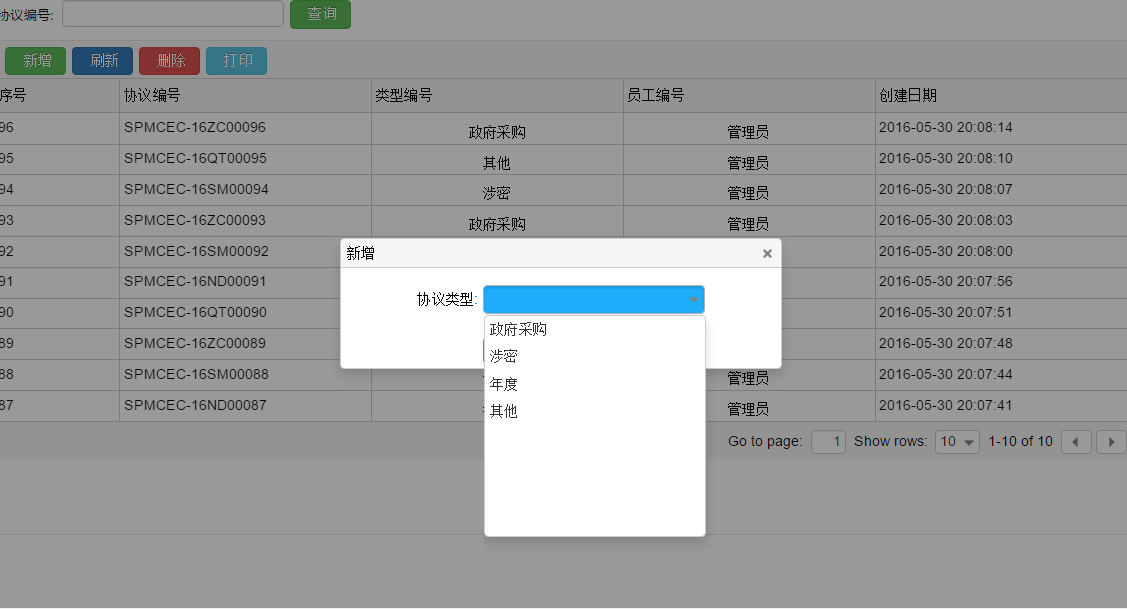 协议编号: 查询
新增 刷新 删除 打印
序号 协议编号 类型编号 员工编号 创建日期
96 SPMCEC-16ZC00096 政府采购 管理员 2016-05-30 20:08:14
95 SPMCEC-16QT00095 其他 管理员 2016-05-30 20:08:10
94 SPMCEC-16SM00094 涉密 管理员 2016-05-30 20:08:07
93 SPMCEC-16ZC00093 政府采购 管理员 2016-05-30 20:08:03
92 SPMCEC-16SM00092 2016-05-30 20:08:00
91 SPMCEC-16ND00091 2016-05-30 20:07:56
90 SPMCEC-16QT00090 2016-05-30 20:07:51
89 SPMCEC-16ZC00089 2016-05-30 20:07:48
88 SPMCEC-16SM00088 管理员 2016-05-30 20:07:44
87 SPMCEC-16ND00087 管理员 2016-05-30 20:07:41
Go to page: 1 Show rows: 10 1-10 of 10
新增
协议类型:
政府采购
涉密
年度
其他